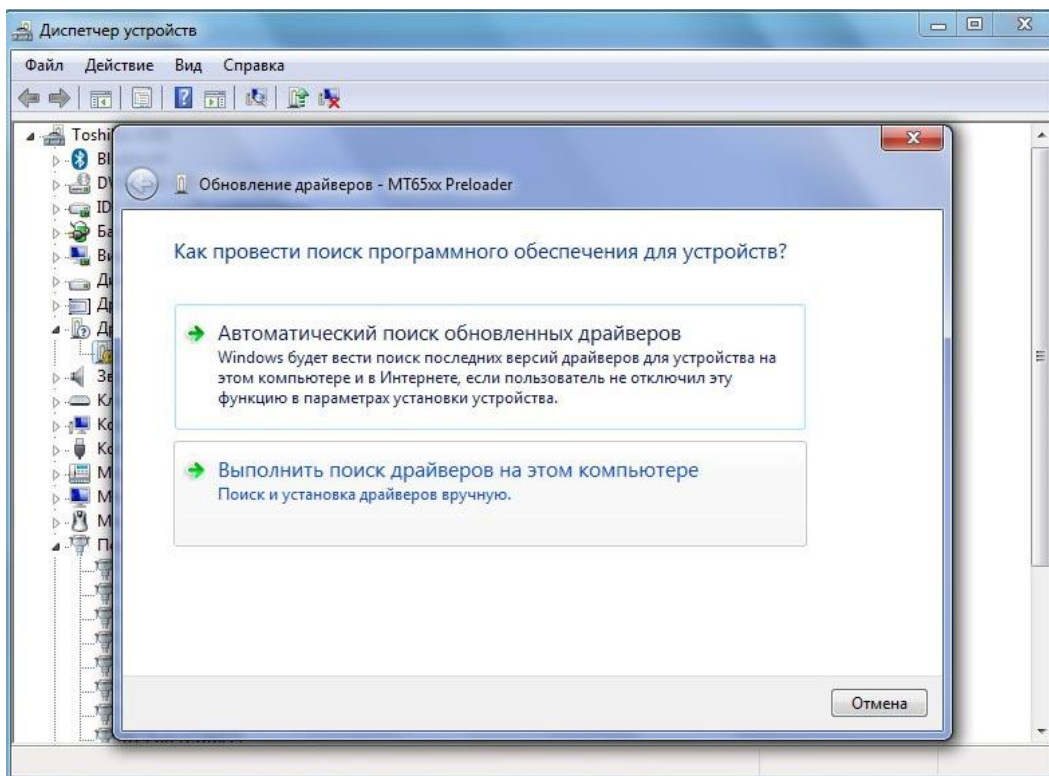 Диспетчер устройств
Файл Действие Вид Справка
Обновление драйверов - MT65xx Preloader
Как провести поиск программного обеспечения для устройств?
Автоматический поиск обновленных драйверов
Windows будет вести поиск последних версий драйверов для устройства на
этом компьютере и в Интернете, если пользователь не отключил эту
функцию в параметрах установки устройства.
Выполнить поиск драйверов на этом компьютере
Поиск и установка драйверов вручную.
Отмена